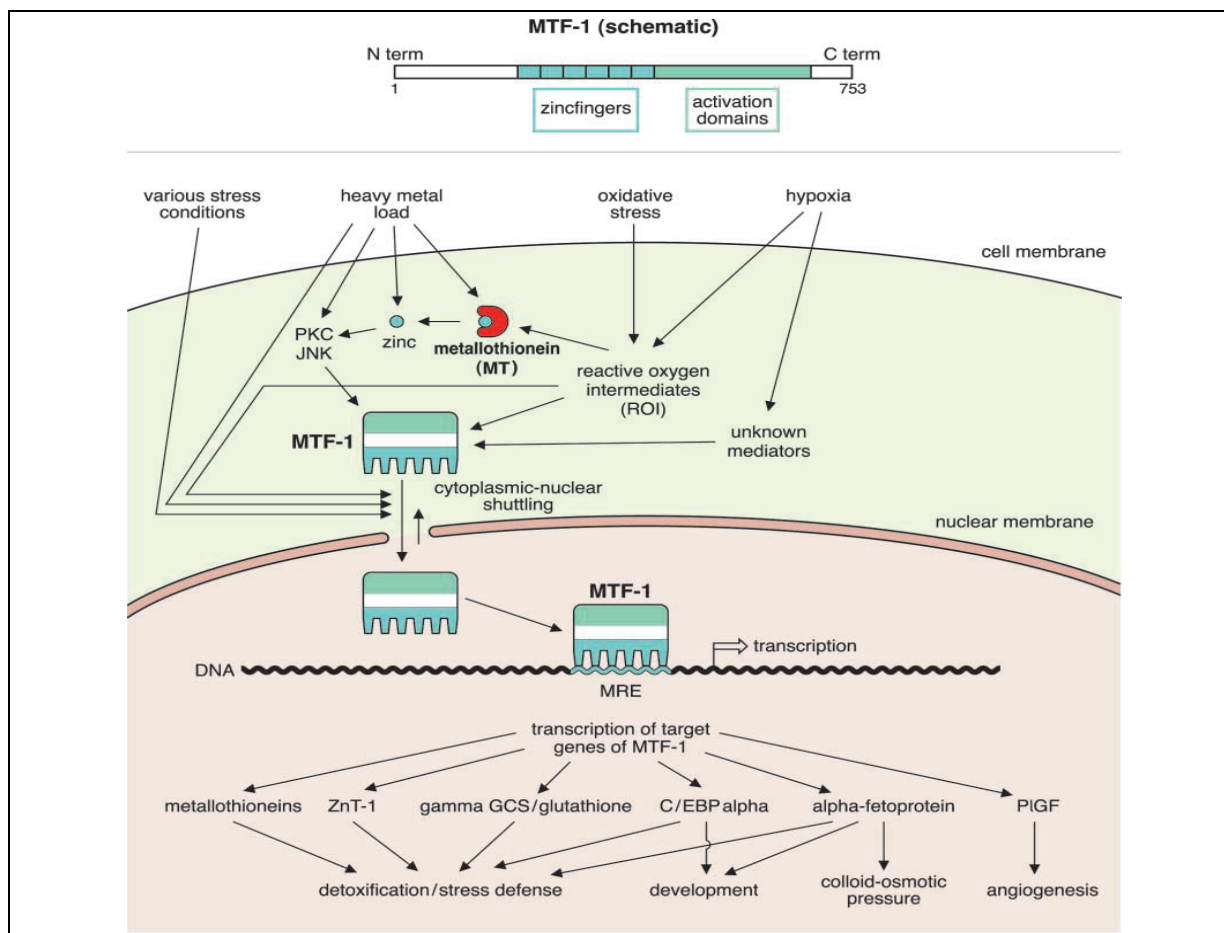 MTF-1 (schematic)
N term
C term
1
753
zincfingers
activation
domains
various stress
conditions
heavy metal
load
oxidative
stress
hypoxia
cell membrane
PKC
JNK
zinc
metallothionein
(MT)
reactive oxygen
intermediates
(ROI)
unknown
mediators
MTF-1
cytoplasmic-nuclear
shuttling
nuclear membrane
MTF-1
transcription
DNA
MRE
transcription of target
genes of MTF-1
metallothioneins
ZnT-1
gamma GCS/glutathione
C/EBP alpha
alpha-fetoprotein
PlGF
detoxification/stress defense
development
colloid-osmotic
pressure
angiogenesis